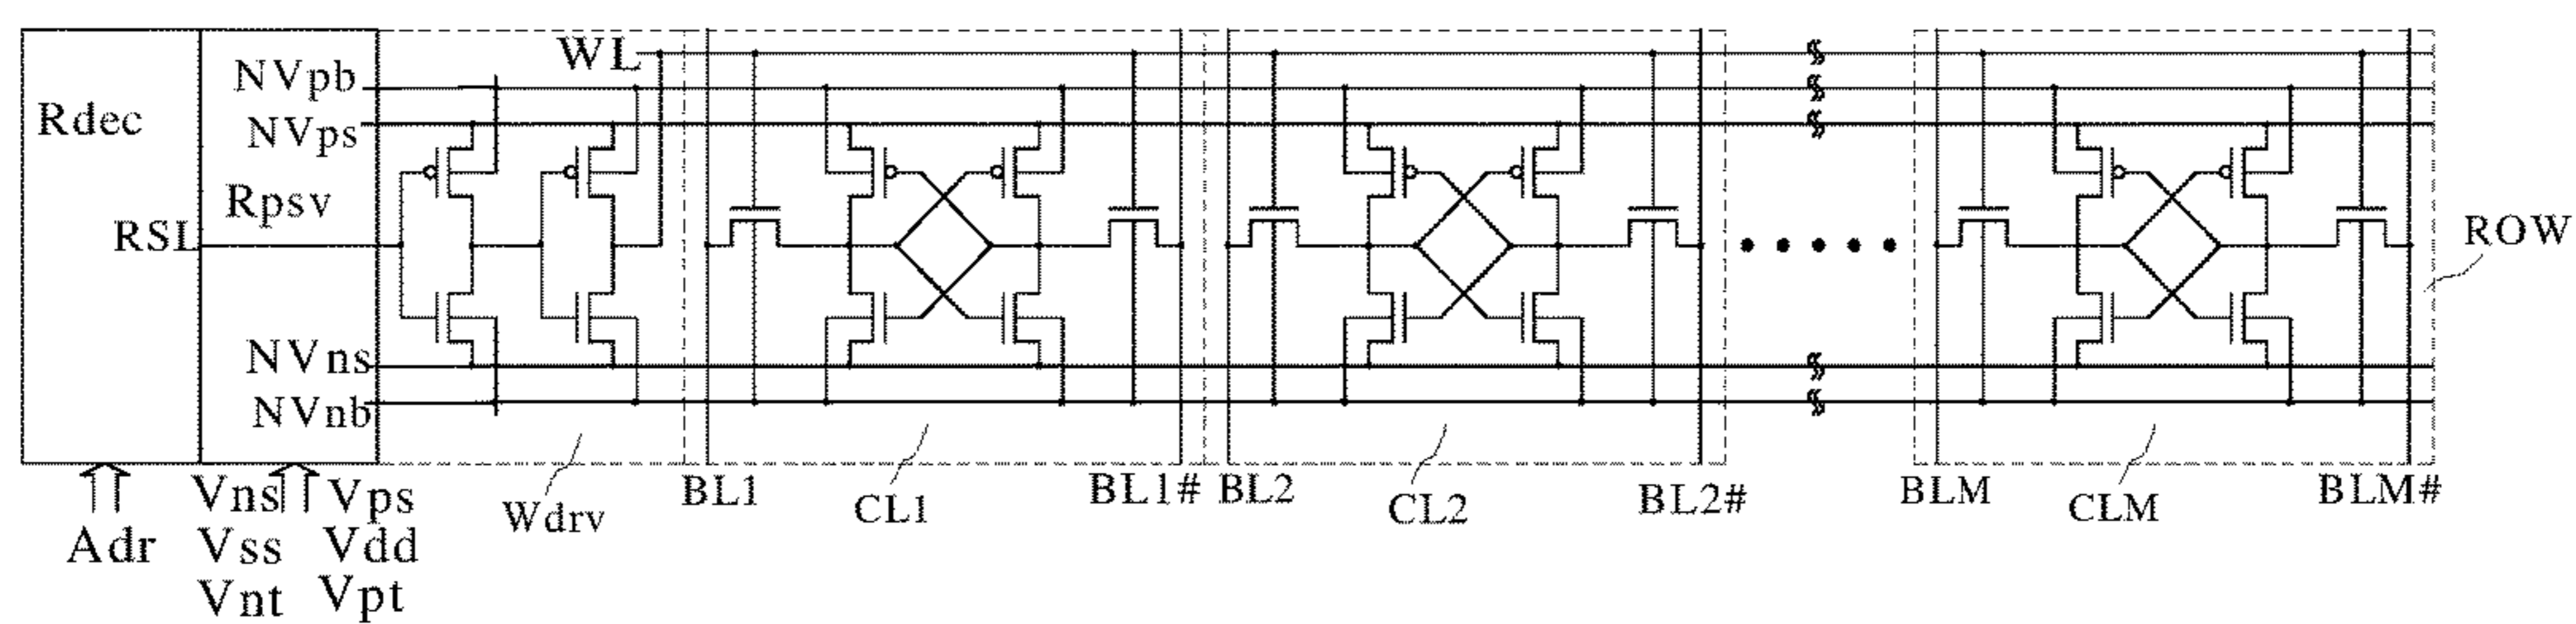 WL
NVpb
Rdec
NVps
Rpsv
RSL
ROW
NVns
NVnb
Vns Vps
Adr Vss Vdd
Vnt Vpt
Wdrv
BL1
CL1
BL1#
BL2
CL2
BL2#
BLM
CLM
BLM#